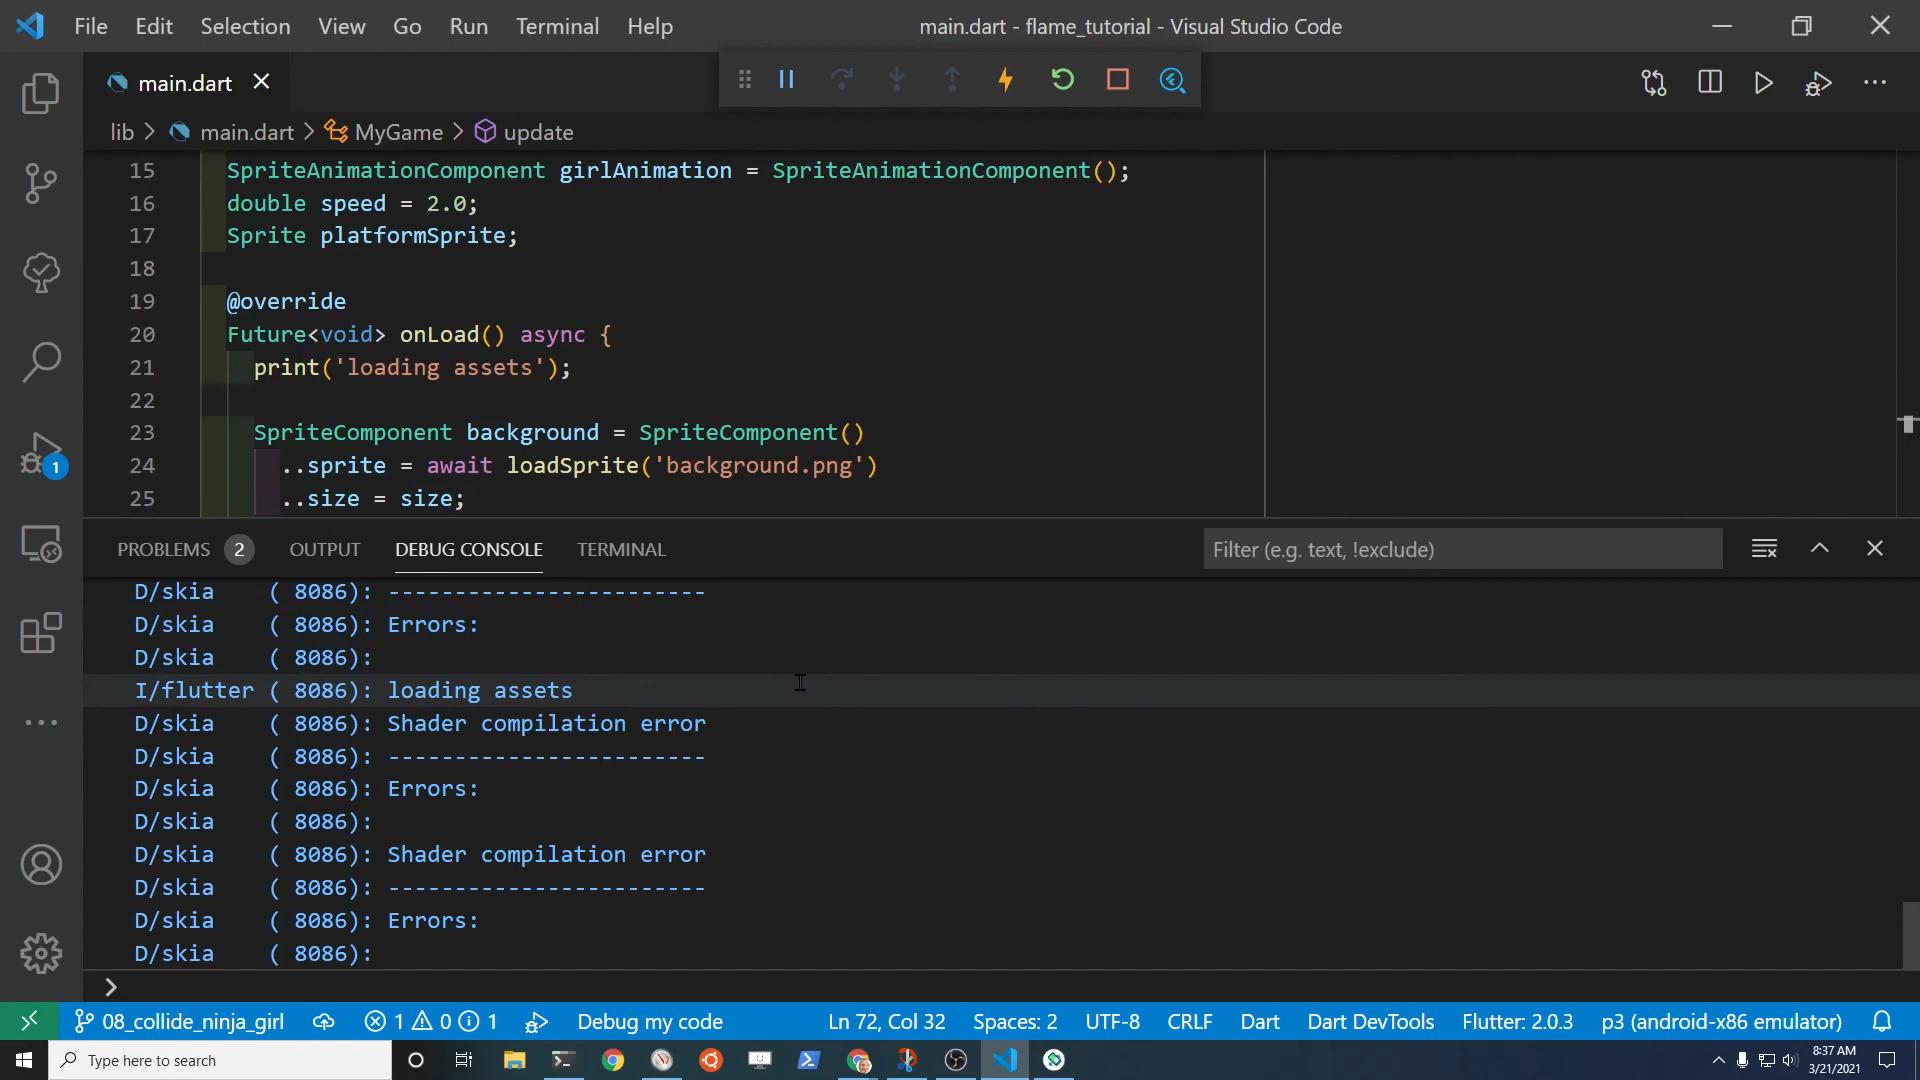 File Edit Selection View Go Run Terminal Help main.dart - flame_tutorial - Visual Studio Code
main.dart
lib > main.dart > MyGame > update
15 SpriteAnimationComponent girlAnimation = SpriteAnimationComponent();
16 double speed = 2.0;
17 Sprite platformSprite;
18
19 @override
20 Future<void> onLoad() async {
21 print('loading assets');
22
23 SpriteComponent background = SpriteComponent()
24 ..sprite = await loadSprite('background.png')
25 ..size = size;
1
PROBLEMS 2 OUTPUT DEBUG CONSOLE TERMINAL Filter (e.g. text, !exclude)
D/skia ( 8086): ------------------------
D/skia ( 8086): Errors:
D/skia ( 8086):
I/flutter ( 8086): loading assets
D/skia ( 8086): Shader compilation error
D/skia ( 8086): ------------------------
D/skia ( 8086): Errors:
D/skia ( 8086):
D/skia ( 8086): Shader compilation error
D/skia ( 8086): ------------------------
D/skia ( 8086): Errors:
D/skia ( 8086):
08_collide_ninja_girl 1 0 1 Debug my code Ln 72, Col 32 Spaces: 2 UTF-8 CRLF Dart Dart DevTools Flutter: 2.0.3 p3 (android-x86 emulator)
Type here to search 8:37 AM
3/21/2021